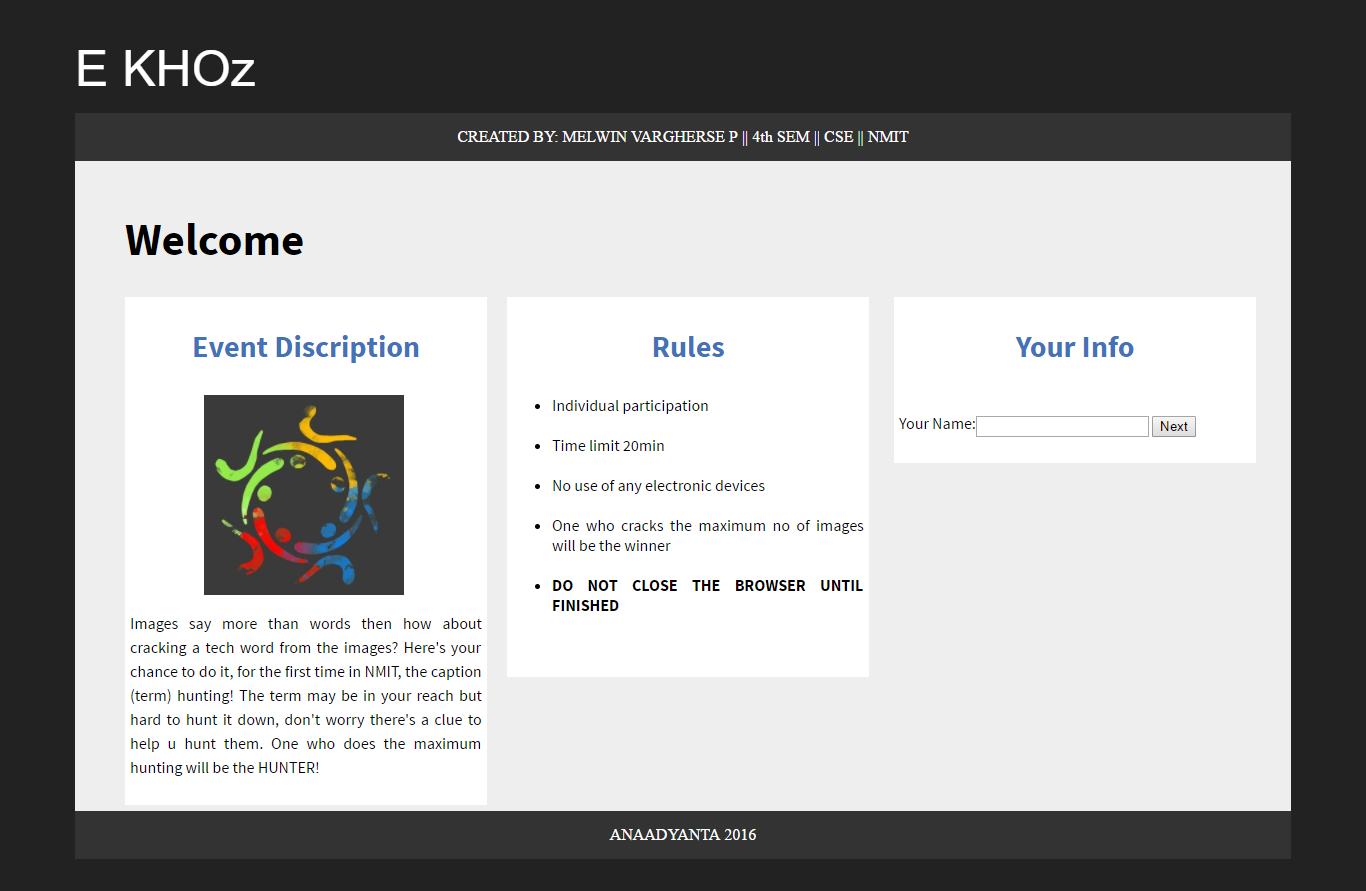 E KHOz
CREATED BY: MELWIN VARGHERSE P || 4th SEM || CSE || NMIT
Welcome
Event Discription
Images say more than words then how about
cracking a tech word from the images? Here's your
chance to do it, for the first time in NMIT, the caption
(term) hunting! The term may be in your reach but
hard to hunt it down, don't worry there's a clue to
help u hunt them. One who does the maximum
hunting will be the HUNTER!
Rules
• Individual participation
• Time limit 20min
• No use of any electronic devices
• One who cracks the maximum no of images
will be the winner
• DO NOT CLOSE THE BROWSER UNTIL
FINISHED
Your Info
Your Name: Next
ANAADYANTA 2016